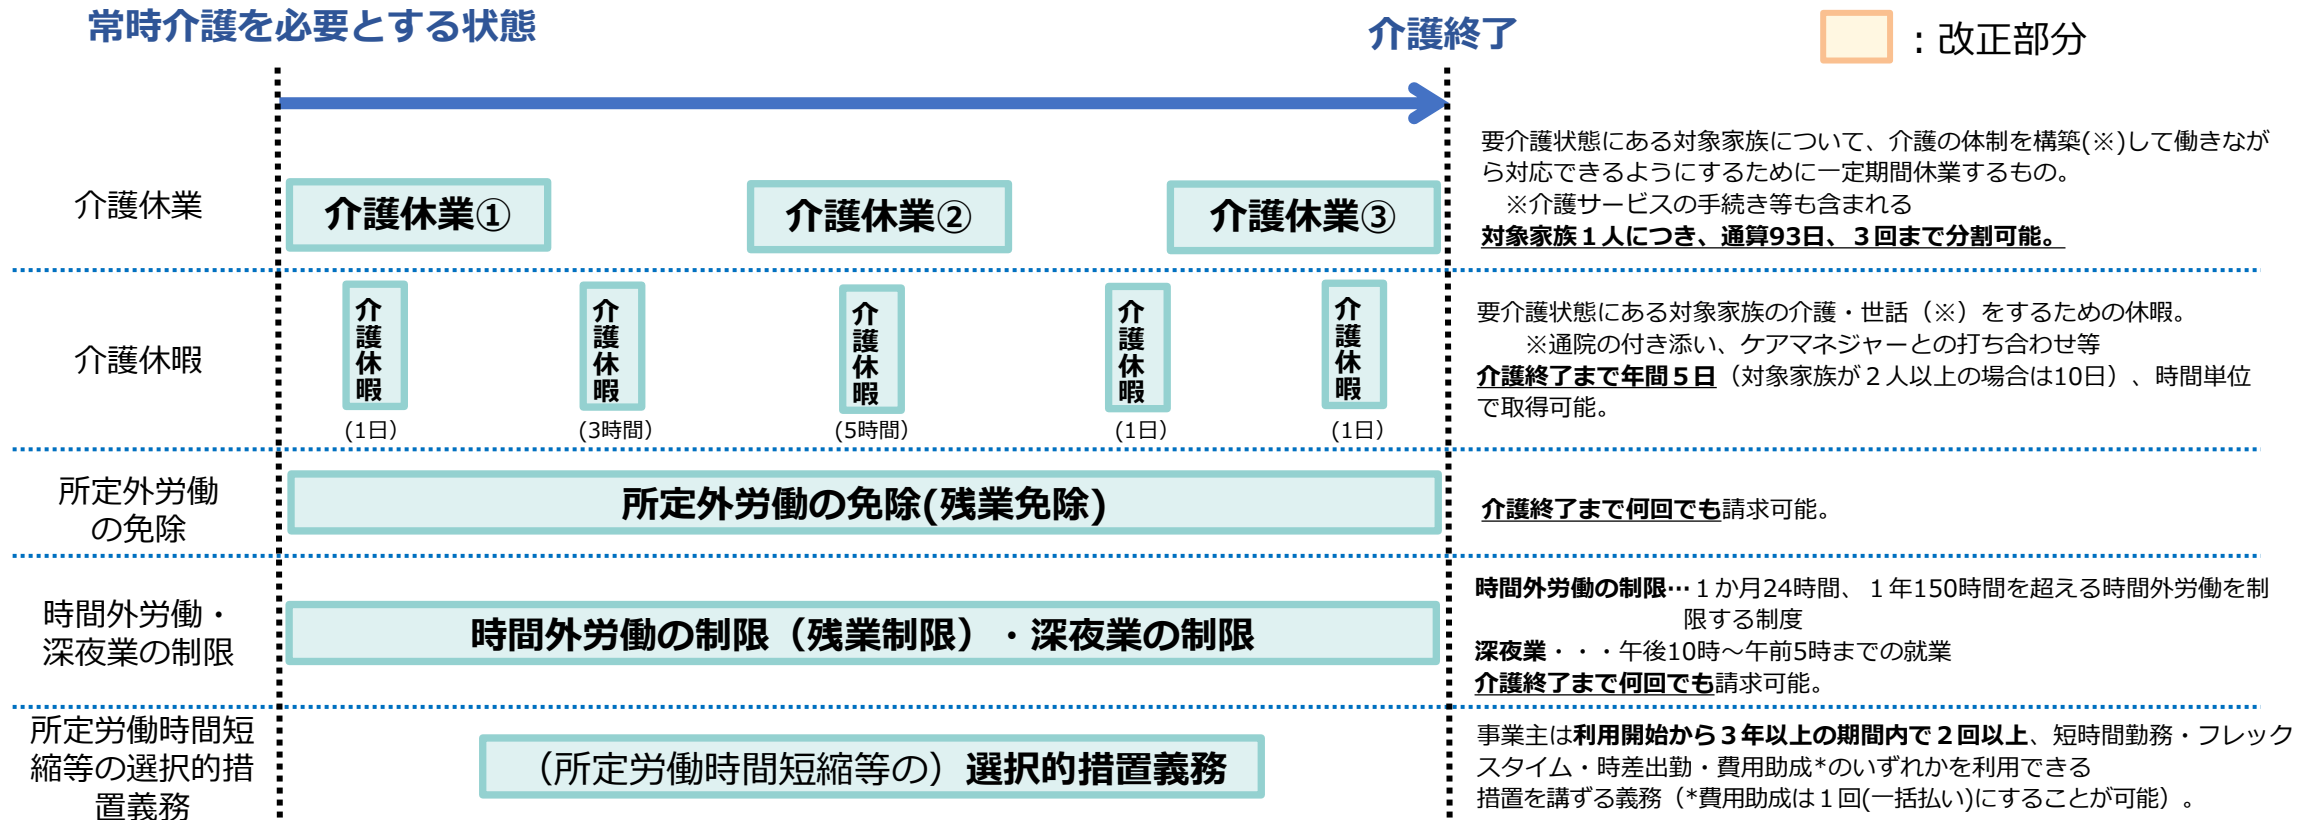 常時介護を必要とする状態
介護終了
：改正部分
介護休業
介護休業①
介護休業②
介護休業③
要介護状態にある対象家族について、介護の体制を構築(※)して働きなが
ら対応できるようにするために一定期間休業するもの。
※介護サービスの手続き等も含まれる
対象家族１人につき、通算93日、３回まで分割可能。
介護休暇
介護休暇
(1日）
介護休暇
(3時間）
介護休暇
(5時間）
介護休暇
(1日）
介護休暇
(1日）
要介護状態にある対象家族の介護・世話（※）をするための休暇。
※通院の付き添い、ケアマネジャーとの打ち合わせ等
介護終了まで年間５日（対象家族が２人以上の場合は10日）、時間単位
で取得可能。
所定外労働
の免除
所定外労働の免除(残業免除)
介護終了まで何回でも請求可能。
時間外労働・
深夜業の制限
時間外労働の制限（残業制限）・深夜業の制限
時間外労働の制限…１か月24時間、１年150時間を超える時間外労働を制
限する制度
深夜業・・・午後10時～午前5時までの就業
介護終了まで何回でも請求可能。
所定労働時間短
縮等の選択的措
置義務
（所定労働時間短縮等の）選択的措置義務
事業主は利用開始から３年以上の期間内で２回以上、短時間勤務・フレック
スタイム・時差出勤・費用助成*のいずれかを利用できる
措置を講ずる義務（*費用助成は１回(一括払い)にすることが可能）。